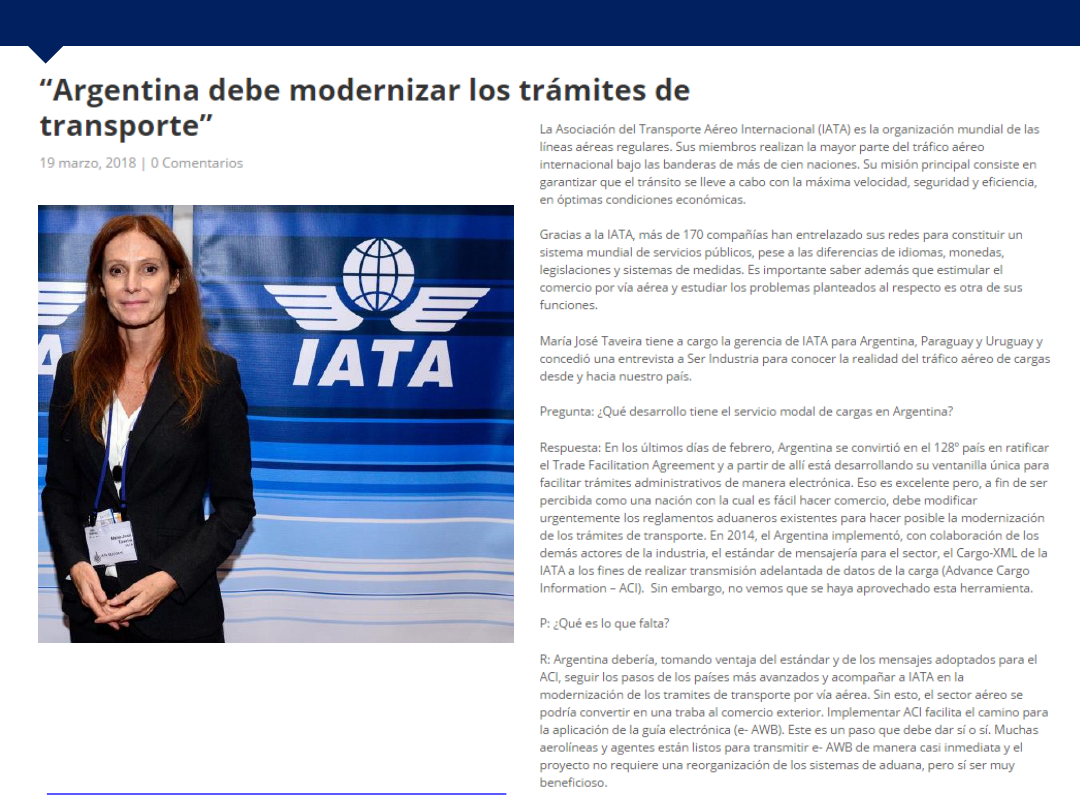 “Argentina debe modernizar los trámites de
transporte”
19 marzo, 2018 | 0 Comentarios
IATA
A
María José
La Asociación del Transporte Aéreo Internacional (IATA) es la organización mundial de las
líneas aéreas regulares. Sus miembros realizan la mayor parte del tráfico aéreo
internacional bajo las banderas de más de cien naciones. Su misión principal consiste en
garantizar que el tránsito se lleve a cabo con la máxima velocidad, seguridad y eficiencia,
en óptimas condiciones económicas.
Gracias a la IATA, más de 170 compañías han entrelazado sus redes para constituir un
sistema mundial de servicios públicos, pese a las diferencias de idiomas, monedas,
legislaciones y sistemas de medidas. Es importante saber además que estimular el
comercio por vía aérea y estudiar los problemas planteados al respecto es otra de sus
funciones.
María José Taveira tiene a cargo la gerencia de IATA para Argentina, Paraguay y Uruguay y
concedió una entrevista a Ser Industria para conocer la realidad del tráfico aéreo de cargas
desde y hacia nuestro país.
Pregunta: ¿Qué desarrollo tiene el servicio modal de cargas en Argentina?
Respuesta: En los últimos días de febrero, Argentina se convirtió en el 128º país en ratificar
el Trade Facilitation Agreement y a partir de allí está desarrollando su ventanilla única para
facilitar trámites administrativos de manera electrónica. Eso es excelente pero, a fin de ser
percibida como una nación con la cual es fácil hacer comercio, debe modificar
urgentemente los reglamentos aduaneros existentes para hacer posible la modernización
de los trámites de transporte. En 2014, el Argentina implementó, con colaboración de los
demás actores de la industria, el estándar de mensajería para el sector, el Cargo-XML de la
IATA a los fines de realizar transmisión adelantada de datos de la carga (Advance Cargo
Information – ACI).  Sin embargo, no vemos que se haya aprovechado esta herramienta.
P: ¿Qué es lo que falta?
R: Argentina debería, tomando ventaja del estándar y de los mensajes adoptados para el
ACI, seguir los pasos de los países más avanzados y acompañar a IATA en la
modernización de los tramites de transporte por vía aérea. Sin esto, el sector aéreo se
podría convertir en una traba al comercio exterior. Implementar ACI facilita el camino para
la aplicación de la guía electrónica (e- AWB). Este es un paso que debe dar sí o sí. Muchas
aerolíneas y agentes están listos para transmitir e- AWB de manera casi inmediata y el
proyecto no requiere una reorganización de los sistemas de aduana, pero sí ser muy
beneficioso.